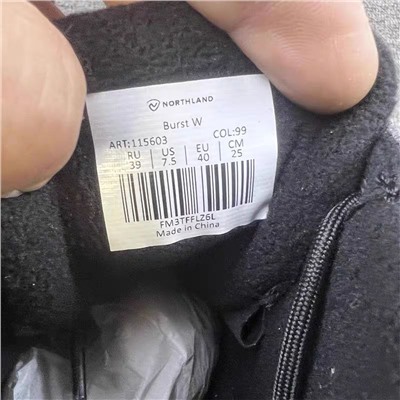 NORTHLAND
Burst W
ART:115603 COL:99
RU US EU CM
39 7.5 40 25
FM3TFFLZ6L
Made in China